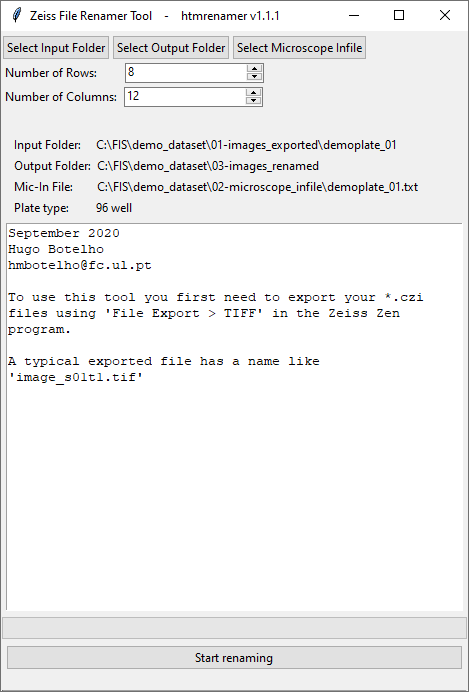 Zeiss File Renamer Tool   -   htmrenamer v1.1.1
Select Input Folder Select Output Folder Select Microscope Infile
Number of Rows: 8
Number of Columns: 12
Input Folder: C:\FIS\demo_dataset\01-images_exported\demoplate_01
Output Folder: C:\FIS\demo_dataset\03-images_renamed
Mic-In File: C:\FIS\demo_dataset\02-microscope_infile\demoplate_01.txt
Plate type: 96 well
September 2020
Hugo Botelho
hmbotelho@fc.ul.pt
To use this tool you first need to export your *.czi
files using 'File Export > TIFF' in the Zeiss Zen
program.
A typical exported file has a name like
'image_s01t1.tif'
Start renaming